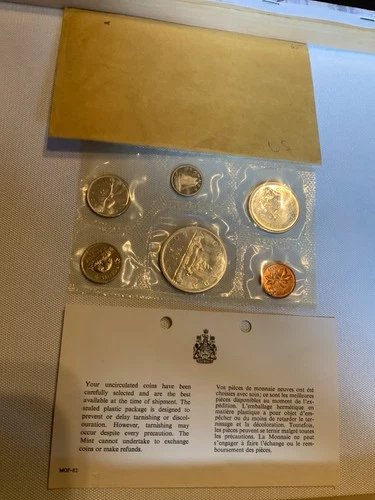 Your uncirculated coins have been
carefully selected and are the best
available at the time of shipment. The
sealed plastic package is designed to
prevent or delay tarnishing or discol-
ouration. However, tarnishing may
occur despite every precaution. The
Mint cannot undertake to exchange
coins or make refunds.
Vos pièces de monnaie neuves ont été
choisies avec soin; ce sont les meilleures
pièces disponibles au moment de l'ex-
pédition. L'emballage hermétique en
matière plastique a pour objet d'em-
pêcher ou du moins de retarder le ter-
nissage et la décoloration. Toutefois,
les pièces peuvent se ternir malgré toutes
les précautions. La Monnaie ne peut
s'engager à faire l'échange ou le rem-
boursement des pièces.